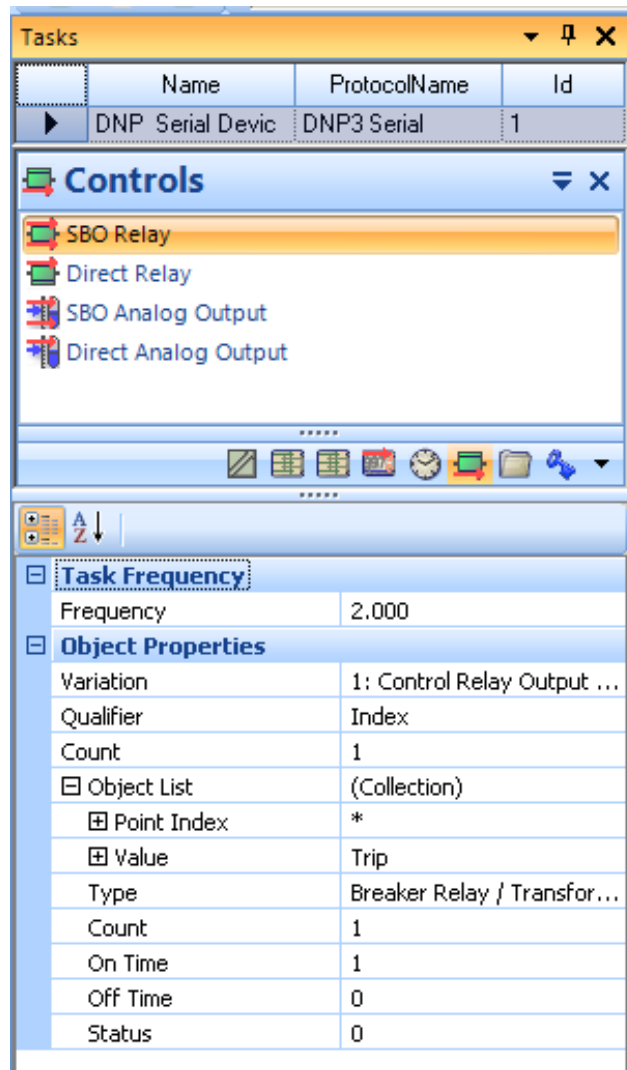 Tasks
Name ProtocolName Id
DNP Serial Devic DNP3 Serial 1
Controls
SBO Relay
Direct Relay
SBO Analog Output
Direct Analog Output
A
Z
Task Frequency
Frequency 2.000
Object Properties
Variation 1: Control Relay Output ...
Qualifier Index
Count 1
Object List (Collection)
Point Index *
Value Trip
Type Breaker Relay / Transfor...
Count 1
On Time 1
Off Time 0
Status 0